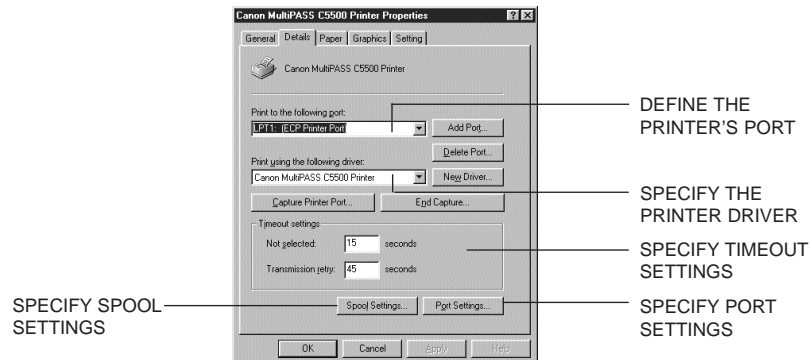 Canon MultiPASS C5500 Printer Properties
General Details Paper Graphics Setting
Canon MultiPASS C5500 Printer
Print to the following port:
LPT1: (ECP Printer Port) Add Port...
Delete Port...
Print using the following driver:
Canon MultiPASS C5500 Printer New Driver...
Capture Printer Port... End Capture...
Timeout settings
Not selected: 15 seconds
Transmission retry: 45 seconds
Spool Settings... Port Settings...
OK Cancel Apply Help
DEFINE THE
PRINTER'S PORT
SPECIFY THE
PRINTER DRIVER
SPECIFY TIMEOUT
SETTINGS
SPECIFY SPOOL
SETTINGS
SPECIFY PORT
SETTINGS